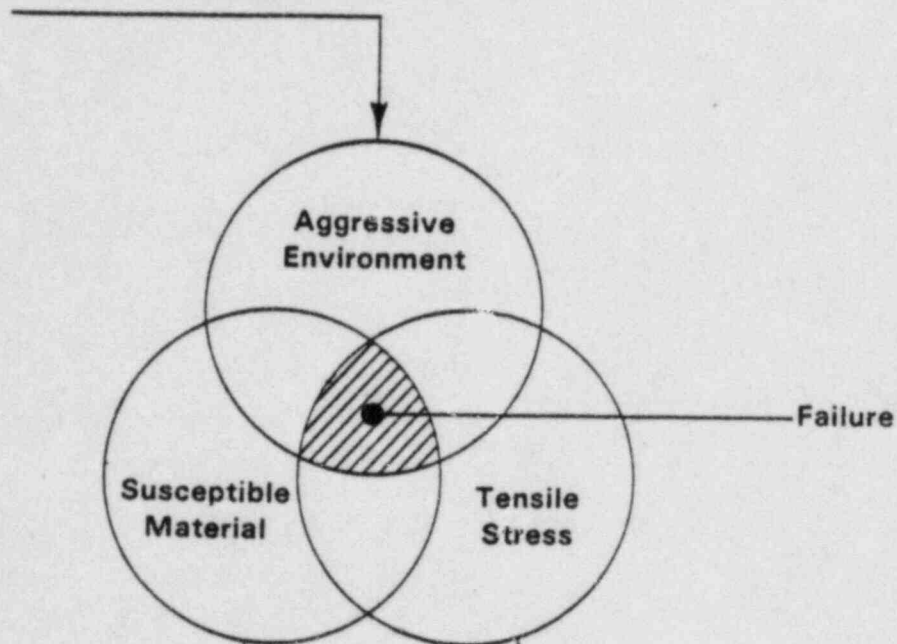 Aggressive
Environment
Failure
Susceptible
Material
Tensile
Stress